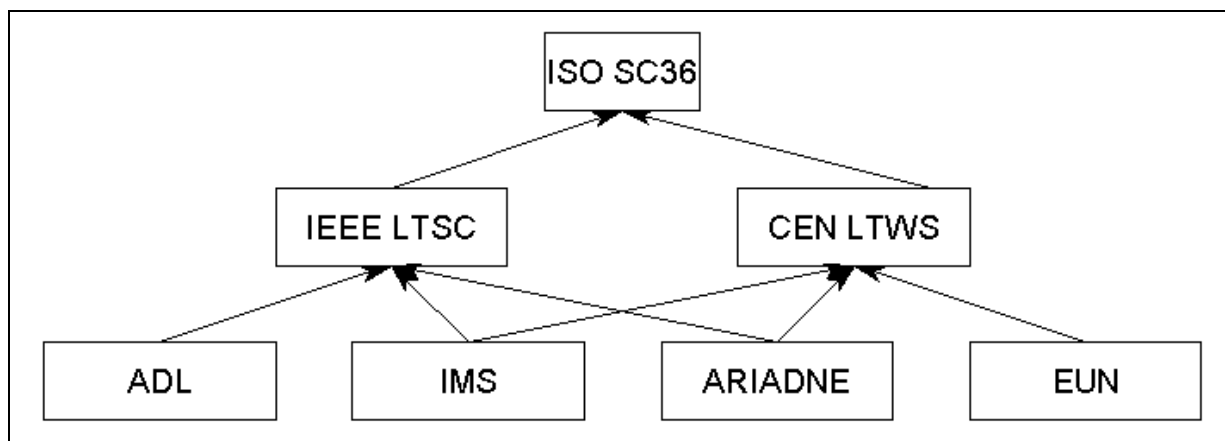 ISO SC36
IEEE LTSC
CEN LTWS
ADL
IMS
ARIADNE
EUN